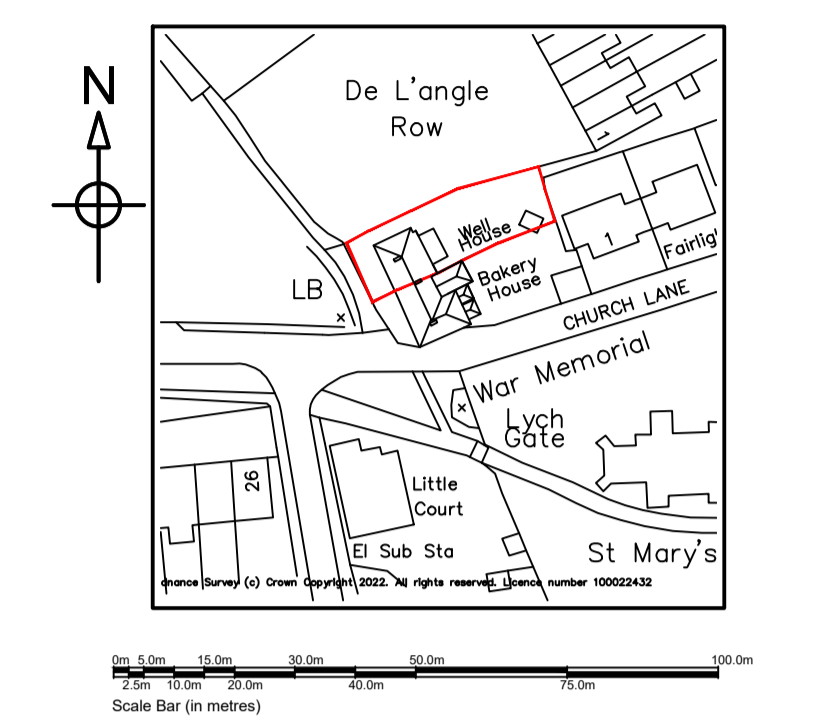 N
De L'angle
Row
1
Well
House
1
Bakery
House
Fairlig
LB
x
CHURCH LANE
War Memorial
x
Lych
Gate
26
Little
Court
El Sub Sta
St Mary's
dnance Survey (c) Crown Copyright 2022. All rights reserved. Licence number 100022432
0m 5.0m 15.0m 30.0m 50.0m 100.0m
2.5m 10.0m 20.0m 40.0m 75.0m
Scale Bar (in metres)